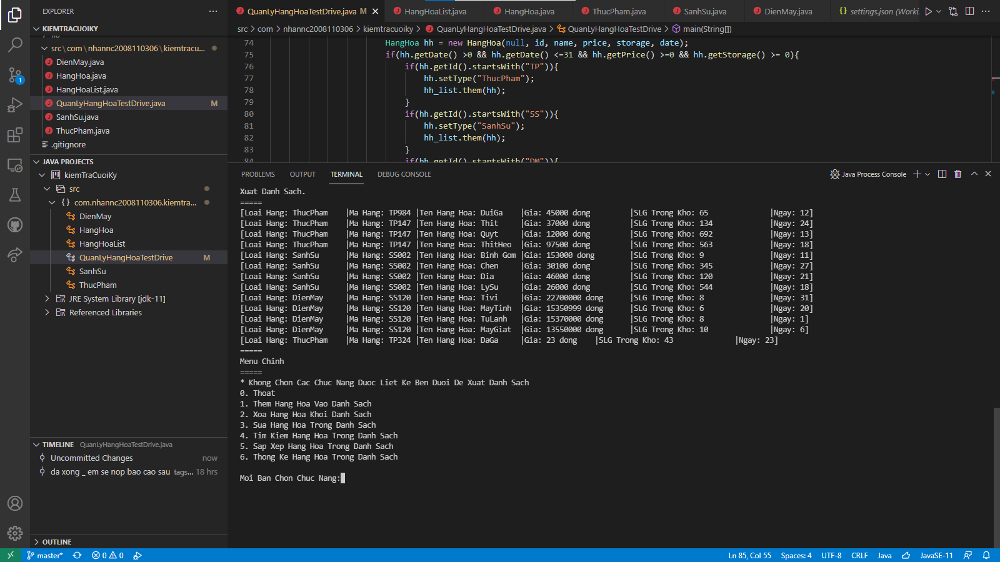 EXPLORER
KIEMTRACUOIKY
lib
src\com\nhannc2008110306\kiemtracu...
DienMay.java
HangHoa.java
HangHoaList.java
QuanLyHangHoaTestDrive.java M
SanhSu.java
ThucPham.java
.gitignore
JAVA PROJECTS
kiemTraCuoiKy
src
{} com.nhannc2008110306.kiemtra...
DienMay
HangHoa
HangHoaList
QuanLyHangHoaTestDrive M
SanhSu
ThucPham
JRE System Library [jdk-11]
Referenced Libraries
TIMELINE QuanLyHangHoaTestDrive.java
Uncommitted Changes now
da xong _ em se nop bao cao sau tags... 18 hrs
OUTLINE
QuanLyHangHoaTestDrive.java M HangHoaList.java HangHoa.java ThucPham.java SanhSu.java DienMay.java {} settings.json (Worki
src > com > nhannc2008110306 > kiemtracuoiky > QuanLyHangHoaTestDrive.java > QuanLyHangHoaTestDrive > main(String[])
74 HangHoa hh = new HangHoa(null, id, name, price, storage, date);
75 if(hh.getDate() >0 && hh.getDate() <=31 && hh.getPrice() >=0 && hh.getStorage() >= 0){
76 if(hh.getId().startsWith("TP")){
77 hh.setType("ThucPham");
78 hh_list.them(hh);
79 }
80 if(hh.getId().startsWith("SS")){
81 hh.setType("SanhSu");
82 hh_list.them(hh);
83 }
84 if(hh.getId().startsWith("DM")){
PROBLEMS OUTPUT TERMINAL DEBUG CONSOLE Java Process Console
Xuat Danh Sach.
=====
[Loai Hang: ThucPham |Ma Hang: TP984 |Ten Hang Hoa: DuiGa |Gia: 45000 dong |SLG Trong Kho: 65 |Ngay: 12]
[Loai Hang: ThucPham |Ma Hang: TP147 |Ten Hang Hoa: Thit |Gia: 37000 dong |SLG Trong Kho: 134 |Ngay: 24]
[Loai Hang: ThucPham |Ma Hang: TP147 |Ten Hang Hoa: Quyt |Gia: 12000 dong |SLG Trong Kho: 692 |Ngay: 13]
[Loai Hang: ThucPham |Ma Hang: TP147 |Ten Hang Hoa: ThitHeo |Gia: 97500 dong |SLG Trong Kho: 563 |Ngay: 18]
[Loai Hang: SanhSu |Ma Hang: SS002 |Ten Hang Hoa: Binh Gom |Gia: 153000 dong |SLG Trong Kho: 9 |Ngay: 11]
[Loai Hang: SanhSu |Ma Hang: SS002 |Ten Hang Hoa: Chen |Gia: 30100 dong |SLG Trong Kho: 345 |Ngay: 27]
[Loai Hang: SanhSu |Ma Hang: SS002 |Ten Hang Hoa: Dia |Gia: 46000 dong |SLG Trong Kho: 120 |Ngay: 21]
[Loai Hang: SanhSu |Ma Hang: SS002 |Ten Hang Hoa: LySu |Gia: 26000 dong |SLG Trong Kho: 544 |Ngay: 18]
[Loai Hang: DienMay |Ma Hang: SS120 |Ten Hang Hoa: Tivi |Gia: 22700000 dong |SLG Trong Kho: 8 |Ngay: 31]
[Loai Hang: DienMay |Ma Hang: SS120 |Ten Hang Hoa: MayTinh |Gia: 15350999 dong |SLG Trong Kho: 6 |Ngay: 20]
[Loai Hang: DienMay |Ma Hang: SS120 |Ten Hang Hoa: TuLanh |Gia: 15370000 dong |SLG Trong Kho: 8 |Ngay: 1]
[Loai Hang: DienMay |Ma Hang: SS120 |Ten Hang Hoa: MayGiat |Gia: 13550000 dong |SLG Trong Kho: 10 |Ngay: 6]
[Loai Hang: ThucPham |Ma Hang: TP324 |Ten Hang Hoa: DaGa |Gia: 23 dong |SLG Trong Kho: 43 |Ngay: 23]
=====
Menu Chinh
=====
* Khong Chon Cac Chuc Nang Duoc Liet Ke Ben Duoi De Xuat Danh Sach
0. Thoat
1. Them Hang Hoa Vao Danh Sach
2. Xoa Hang Hoa Khoi Danh Sach
3. Sua Hang Hoa Trong Danh Sach
4. Tim Kiem Hang Hoa Trong Danh Sach
5. Sap Xep Hang Hoa Trong Danh Sach
6. Thong Ke Hang Hoa Trong Danh Sach
Moi Ban Chon Chuc Nang:
master* 0 0 Ln 85, Col 55 Spaces: 4 UTF-8 CRLF Java JavaSE-11